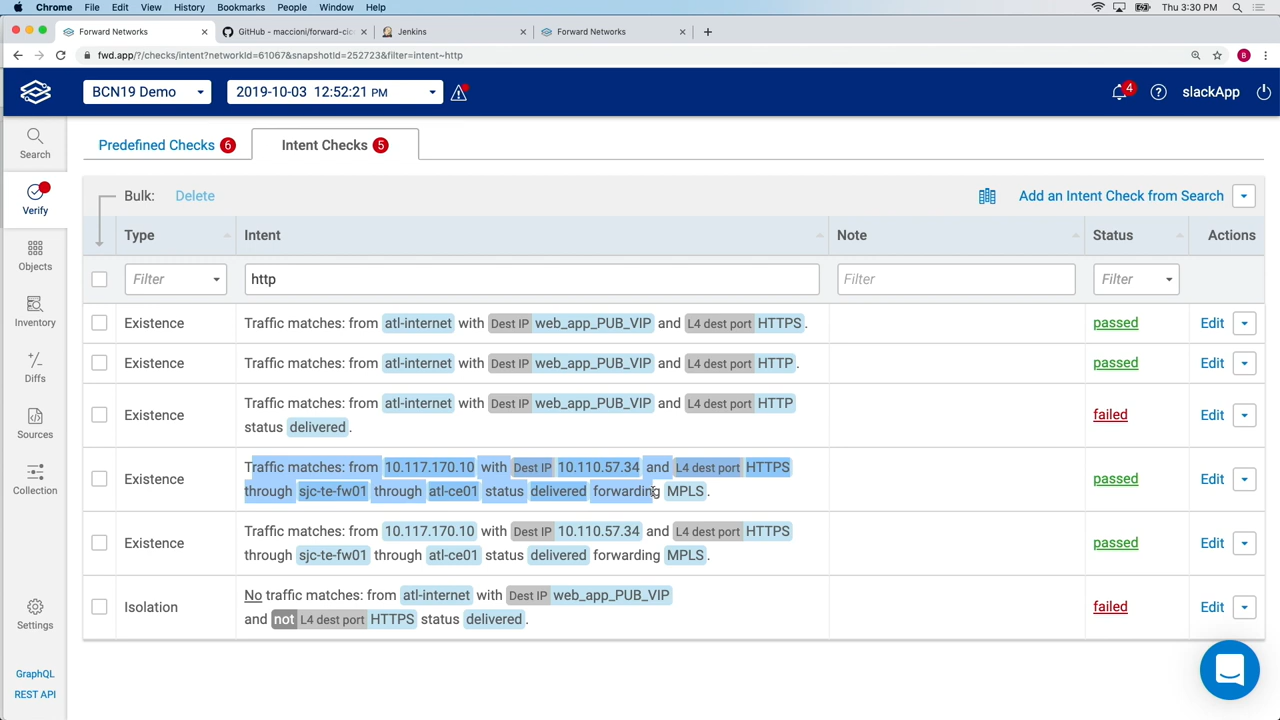 Chrome File Edit View History Bookmarks People Window Help Thu 3:30 PM
Forward Networks GitHub - maccioni/forward-cic Jenkins Forward Networks
fwd.app/?/checks/intent?networkId=61067&snapshotId=252723&filter=intent~http B
BCN19 Demo 2019-10-03 12:52:21 PM 4 slackApp
Search
Verify
Objects
Inventory
+/-
Diffs
Sources
Collection
Settings
GraphQL
REST API
Predefined Checks 6 Intent Checks 5
Bulk: Delete Add an Intent Check from Search
Type Intent Note Status Actions
Filter http Filter Filter
Existence Traffic matches: from atl-internet with Dest IP web_app_PUB_VIP and L4 dest port HTTPS . passed Edit
Existence Traffic matches: from atl-internet with Dest IP web_app_PUB_VIP and L4 dest port HTTP . passed Edit
Existence Traffic matches: from atl-internet with Dest IP web_app_PUB_VIP and L4 dest port HTTP
status delivered . failed Edit
Existence Traffic matches: from 10.117.170.10 with Dest IP 10.110.57.34 and L4 dest port HTTPS
through sjc-te-fw01 through atl-ce01 status delivered forwarding MPLS . passed Edit
Existence Traffic matches: from 10.117.170.10 with Dest IP 10.110.57.34 and L4 dest port HTTPS
through sjc-te-fw01 through atl-ce01 status delivered forwarding MPLS . passed Edit
Isolation No traffic matches: from atl-internet with Dest IP web_app_PUB_VIP
and not L4 dest port HTTPS status delivered . failed Edit